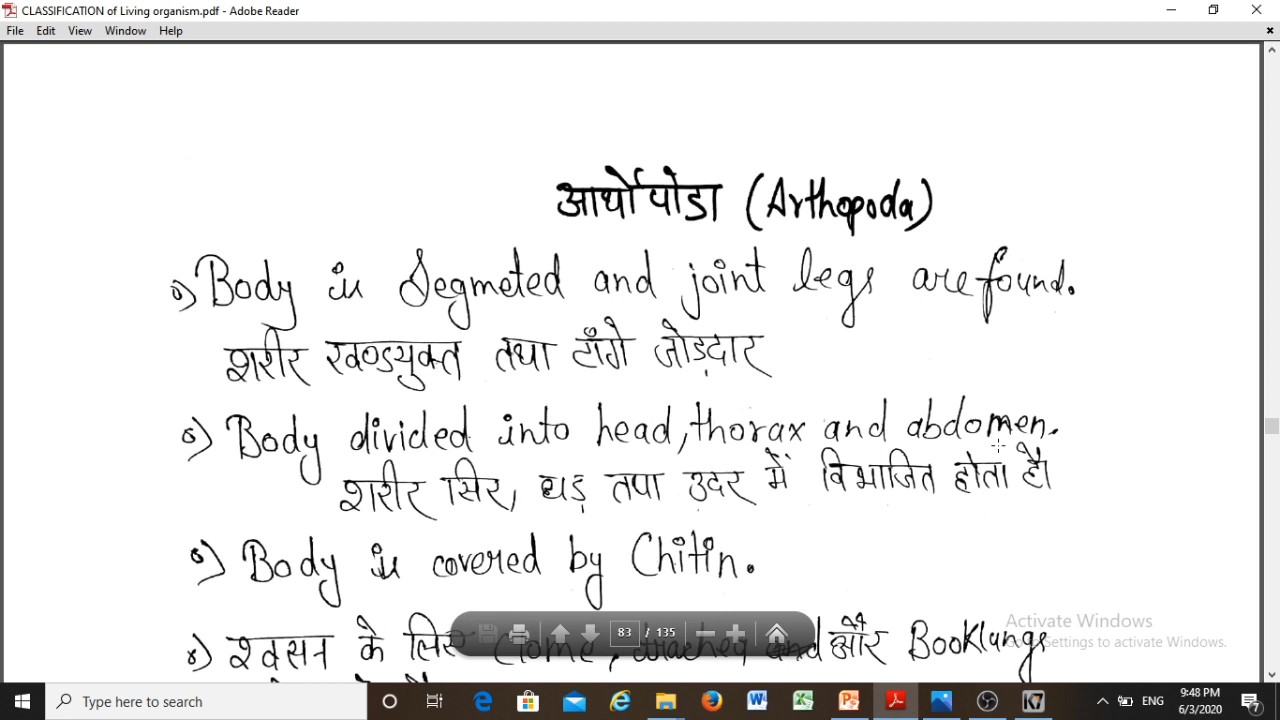 CLASSIFICATION of Living organism.pdf - Adobe Reader
File Edit View Window Help
आर्थोपोडा (Arthopoda)
Body is Segmeted and joint legs are found.
शरीर खण्डयुक्त तथा टाँगे जोड़दार
Body divided into head, thorax and abdomen.
शरीर सिर, धड़ तथा उदर में विभाजित होता है।
Body is covered by Chitin.
83 / 135
Activate Windows
Settings to activate Windows.
श्वसन के लिए और Booklungs
Type here to search
ENG
9:48 PM
6/3/2020
7